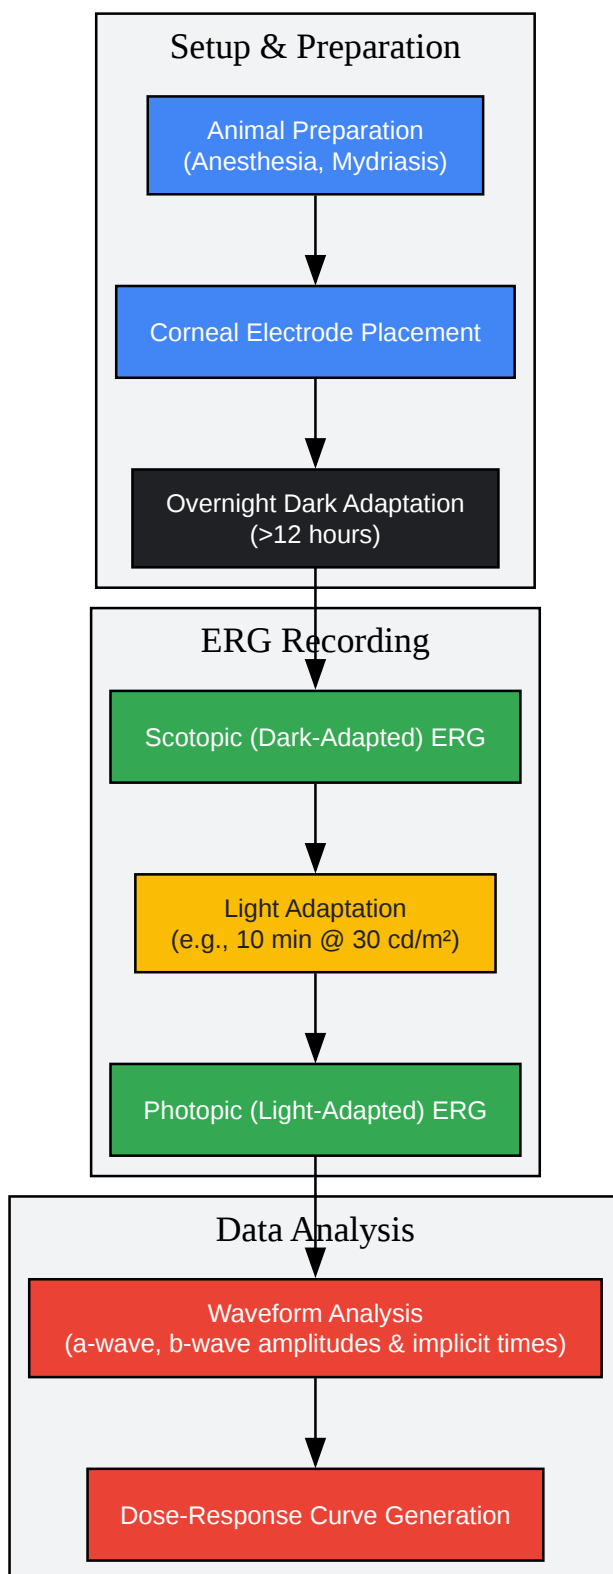 Setup & Preparation
Animal Preparation
(Anesthesia, Mydriasis)
Corneal Electrode Placement
Overnight Dark Adaptation
(>12 hours)
ERG Recording
Scotopic (Dark-Adapted) ERG
Light Adaptation
(e.g., 10 min @ 30 cd/m²)
Photopic (Light-Adapted) ERG
Data Analysis
Waveform Analysis
(a-wave, b-wave amplitudes & implicit times)
Dose-Response Curve Generation